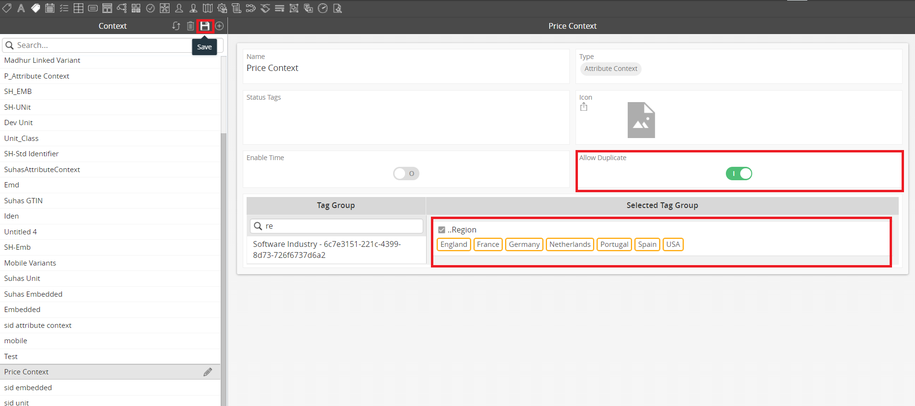 Context
Price Context
Save
Search...
Madhur Linked Variant
P_Attribute Context
SH_EMB
SH-UNit
Dev Unit
Unit_Class
SH-Std Identifier
SuhasAttributeContext
Emd
Suhas GTIN
Iden
Untitled 4
SH-Emb
Mobile Variants
Suhas Unit
Suhas Embedded
Embedded
sid attribute context
mobile
Test
Price Context
sid embedded
sid unit
Name
Price Context
Type
Attribute Context
Status Tags
Icon
Enable Time
O
Allow Duplicate
I
Tag Group
Selected Tag Group
re
Software Industry - 6c7e3151-221c-4399-
8d73-726f6737d6a2
..Region
England France Germany Netherlands Portugal Spain USA